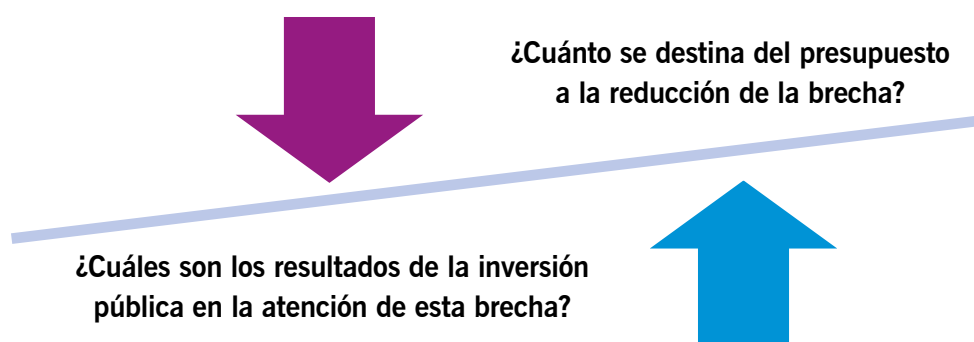 ¿Cuánto se destina del presupuesto
a la reducción de la brecha?
¿Cuáles son los resultados de la inversión
pública en la atención de esta brecha?